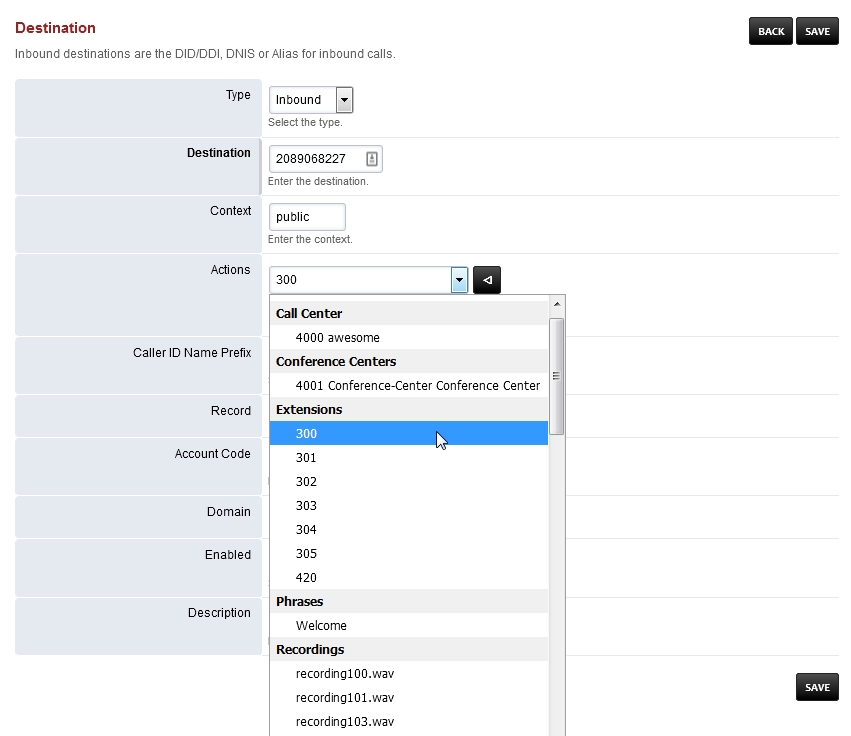 Destination
BACK SAVE
Inbound destinations are the DID/DDI, DNIS or Alias for inbound calls.
Type
Inbound
Select the type.
Destination
2089068227
Enter the destination.
Context
public
Enter the context.
Actions
300
Call Center
4000 awesome
Conference Centers
4001 Conference-Center Conference Center
Extensions
300
301
302
303
304
305
420
Phrases
Welcome
Recordings
recording100.wav
recording101.wav
recording103.wav
Caller ID Name Prefix
Record
Account Code
Domain
Enabled
Description
SAVE